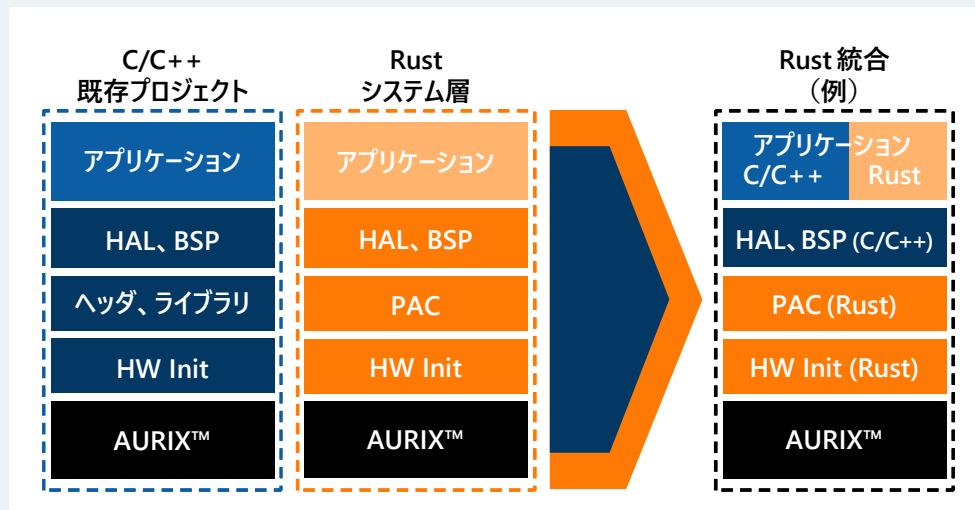 C/C++
既存プロジェクト
アプリケーション
HAL、BSP
ヘッダ、ライブラリ
HW Init
AURIX™
Rust
システム層
アプリケーション
HAL、BSP
PAC
HW Init
AURIX™
Rust 統合
（例）
アプリケーション
C/C++ Rust
HAL、BSP (C/C++)
PAC (Rust)
HW Init (Rust)
AURIX™